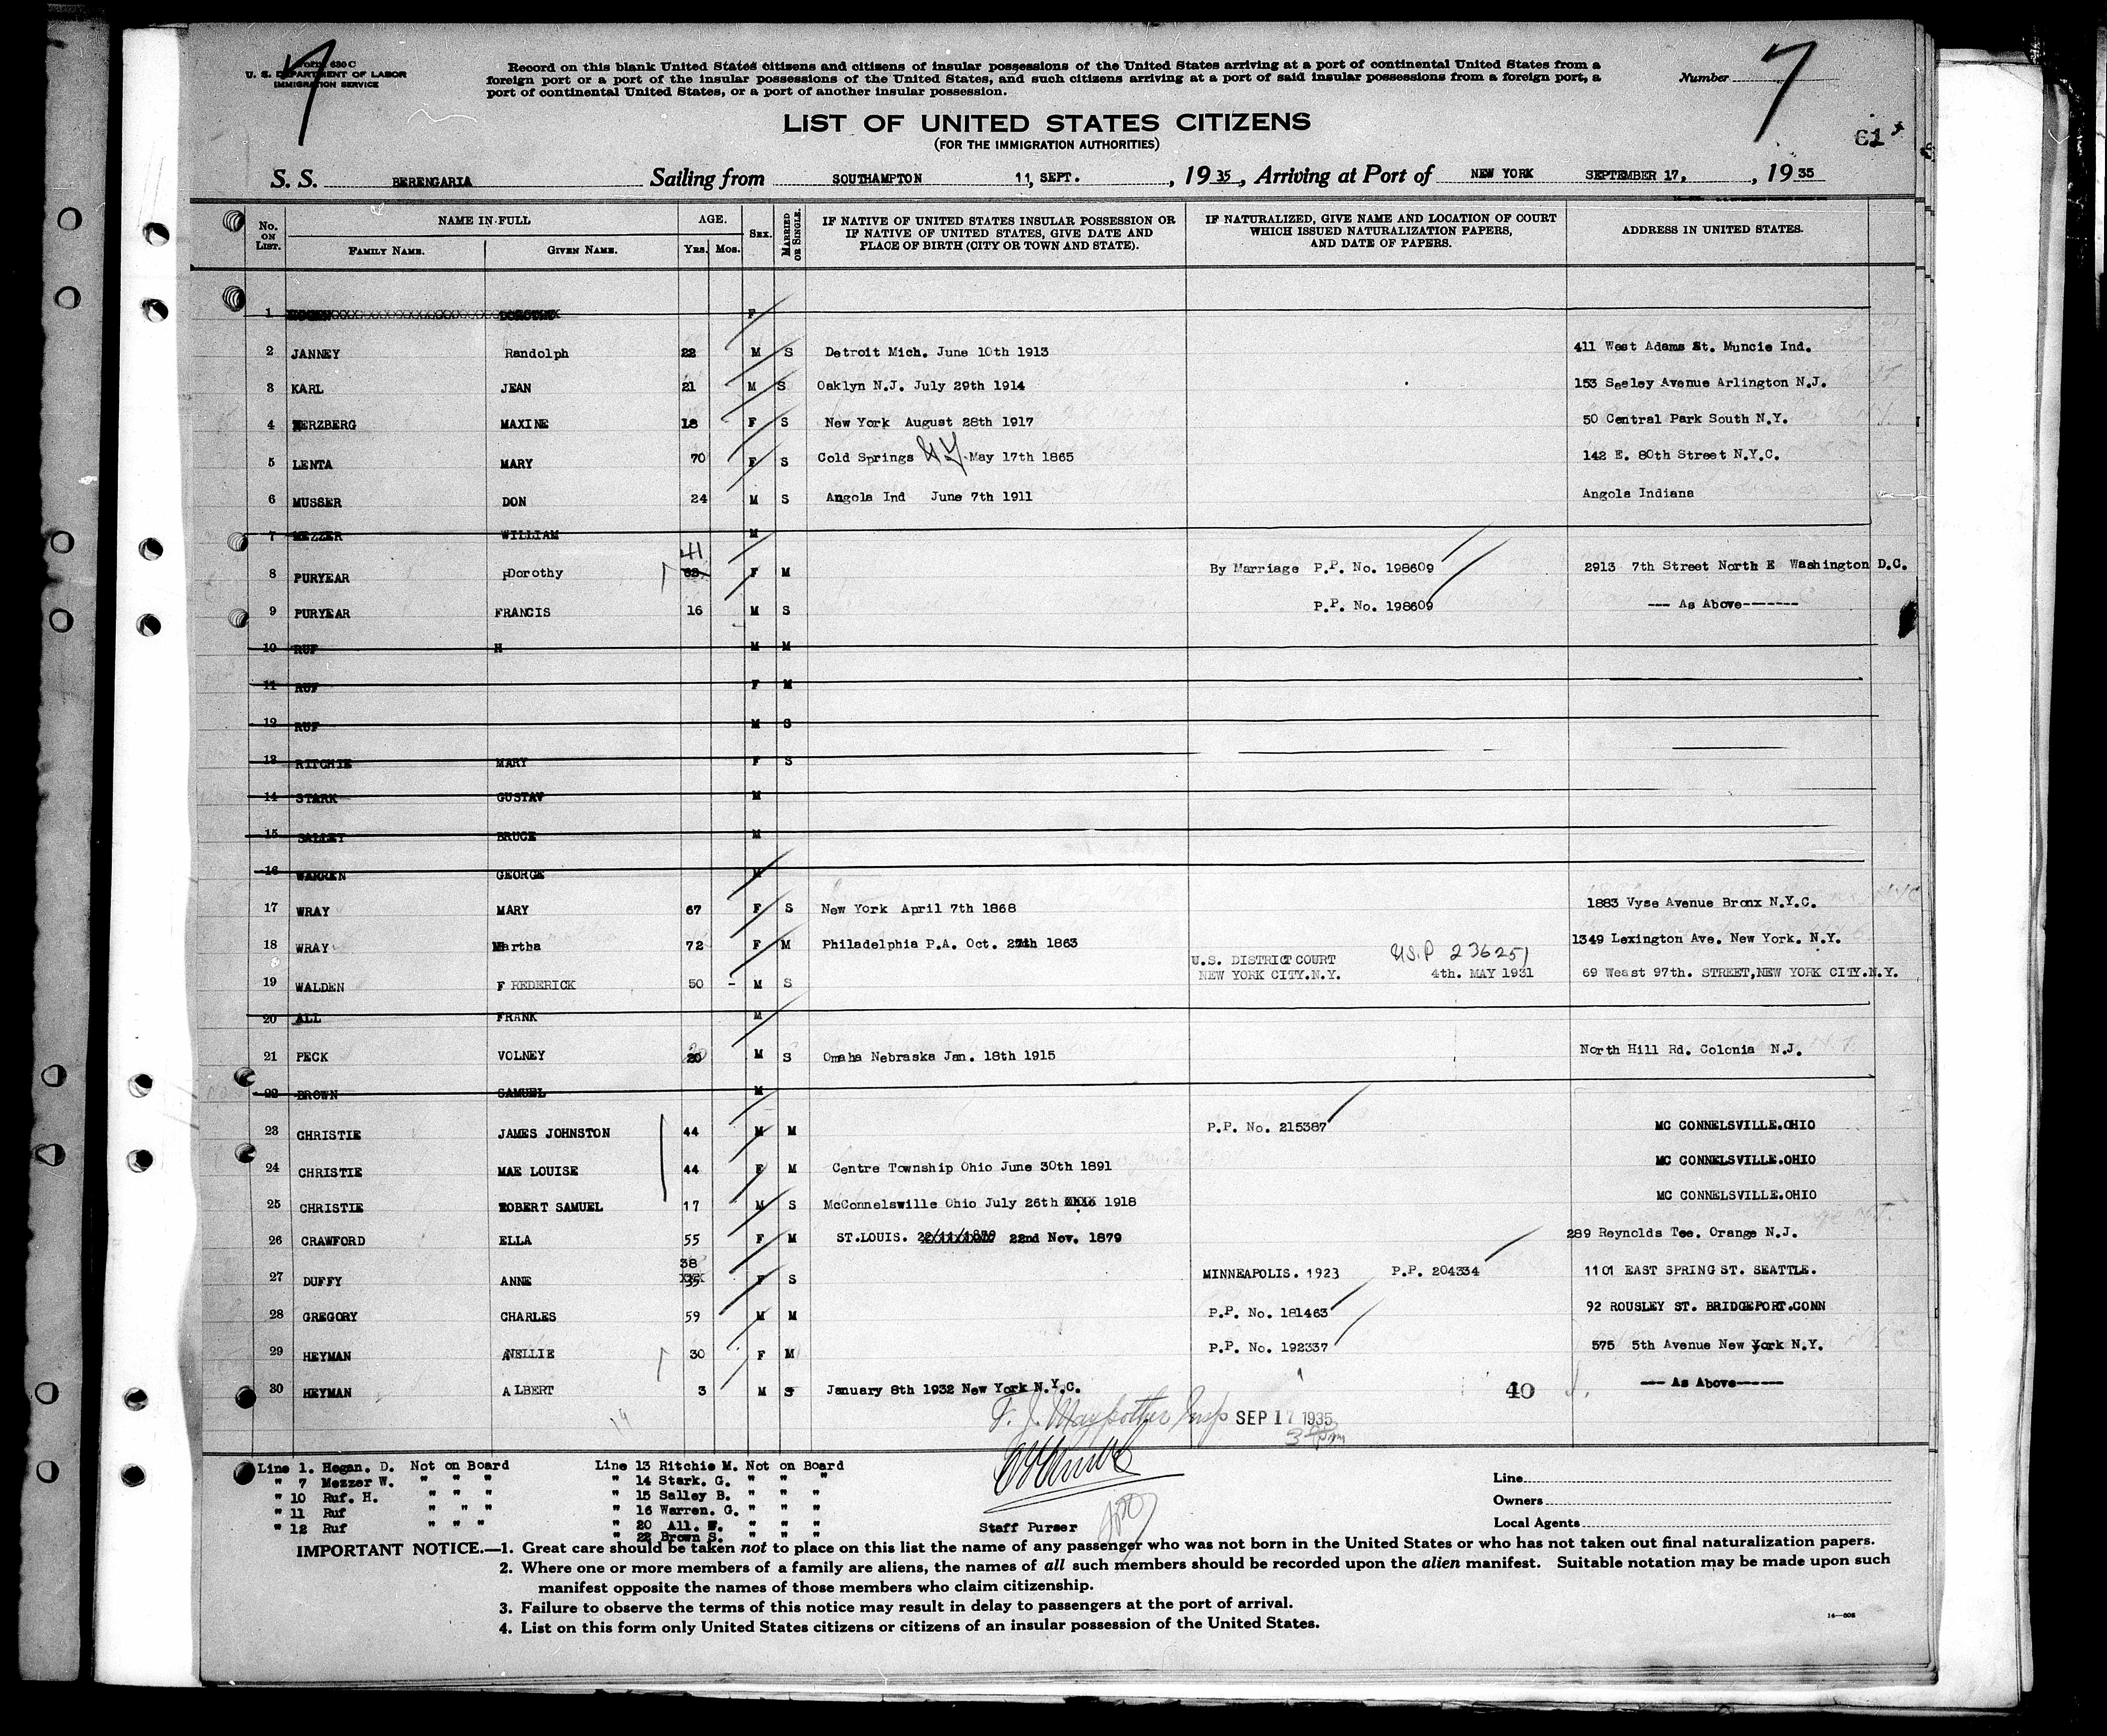 FORM 630 C
U. S. DEPARTMENT OF LABOR
IMMIGRATION SERVICE
7
Record on this blank United States citizens and citizens of insular possessions of the United States arriving at a port of continental United States from a
foreign port or a port of the insular possessions of the United States, and such citizens arriving at a port of said insular possessions from a foreign port, a
port of continental United States, or a port of another insular possession.
Number 7
LIST OF UNITED STATES CITIZENS
(FOR THE IMMIGRATION AUTHORITIES)
61
S. S. BERENGARIA Sailing from SOUTHAMPTON 11, SEPT. , 19 35 , Arriving at Port of NEW YORK SEPTEMBER 17, , 19 35
No. ON LIST. NAME IN FULL FAMILY NAME. GIVEN NAME. AGE. Yrs. Mos. SEX. MARRIED OR SINGLE. IF NATIVE OF UNITED STATES INSULAR POSSESSION OR IF NATIVE OF UNITED STATES, GIVE DATE AND PLACE OF BIRTH (CITY OR TOWN AND STATE). IF NATURALIZED, GIVE NAME AND LOCATION OF COURT WHICH ISSUED NATURALIZATION PAPERS, AND DATE OF PAPERS. ADDRESS IN UNITED STATES.
1 F
2 JANNEY Randolph 22 M S Detroit Mich. June 10th 1913 411 West Adams St. Muncie Ind.
3 KARL JEAN 21 M S Oaklyn N.J. July 29th 1914 153 Seeley Avenue Arlington N.J.
4 HERZBERG MAXINE 18 F S New York August 28th 1917 50 Central Park South N.Y.
5 LENTA MARY 70 F S Cold Springs N.Y. May 17th 1865 142 E. 80th Street N.Y.C.
6 MUSSER DON 24 M S Angola Ind June 7th 1911 Angola Indiana
7 MEZZER WILLIAM M
8 PURYEAR Dorothy 41 F M By Marriage P.P. No. 198609 2913 7th Street North E Washington D.C.
9 PURYEAR FRANCIS 16 M S P.P. No. 198609 --- As Above-------
10 RUF H M M
11 RUF F M
12 RUF M S
13 RITCHIE MARY F S
14 STARK GUSTAV M
15 SALLEY BRUCE M
16 WARREN GEORGE M
17 WRAY MARY 67 F S New York April 7th 1868 1883 Vyse Avenue Bronx N.Y.C.
18 WRAY Martha 72 F M Philadelphia P.A. Oct. 27th 1863 1349 Lexington Ave. New York. N.Y.
U.S. DISTRICT COURT U.S.P 236251
NEW YORK CITY.N.Y. 4th. MAY 1931 69 Weast 97th. STREET,NEW YORK CITY.N.Y.
19 WALDEN F REDERICK 50 - M S
20 ALL FRANK M
21 PECK VOLNEY 20 M S Omaha Nebraska Jan. 18th 1915 North Hill Rd. Colonia N.J.
22 BROWN SAMUEL M
23 CHRISTIE JAMES JOHNSTON 44 M M P.P. No. 215387 MC CONNELSVILLE.OHIO
24 CHRISTIE MAE LOUISE 44 F M Centre Township Ohio June 30th 1891 MC CONNELSVILLE.OHIO
25 CHRISTIE ROBERT SAMUEL 17 M S McConnelswille Ohio July 26th 1918 MC CONNELSVILLE.OHIO
26 CRAWFORD ELLA 55 F M ST.LOUIS. 22/11/1879 22nd Nov. 1879 289 Reynolds Tee. Orange N.J.
27 DUFFY ANNE 38 F S MINNEAPOLIS. 1923 P.P. 204334 1101 EAST SPRING ST. SEATTLE.
28 GREGORY CHARLES 59 M M P.P. No. 181463 92 ROUSLEY ST. BRIDGEPORT.CONN
29 HEYMAN NELLIE 30 F M P.P. No. 192337 575 5th Avenue New York N.Y.
30 HEYMAN A LBERT 3 M S January 8th 1932 New York N.Y.C. 40 --- As Above------
SEP 17 1935
Line 1. Hegan. D. Not on Board Line 13 Ritchie M. Not on Board
" 7 Mezzer W. " " " " 14 Stark. G. " " "
" 10 Ruf. H. " " " " 15 Salley B. " " "
" 11 Ruf " " " " 16 Warren. G. " " "
" 12 Ruf " " " " 20 All. F. " " "
" 22 Brown S. " " "
Staff Purser
Line
Owners
Local Agents
IMPORTANT NOTICE.—1. Great care should be taken not to place on this list the name of any passenger who was not born in the United States or who has not taken out final naturalization papers.
2. Where one or more members of a family are aliens, the names of all such members should be recorded upon the alien manifest. Suitable notation may be made upon such
manifest opposite the names of those members who claim citizenship.
3. Failure to observe the terms of this notice may result in delay to passengers at the port of arrival.
4. List on this form only United States citizens or citizens of an insular possession of the United States.